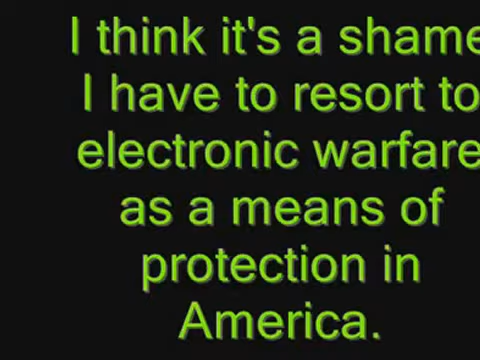 I think it's a shame
I have to resort to
electronic warfare
as a means of
protection in
America.